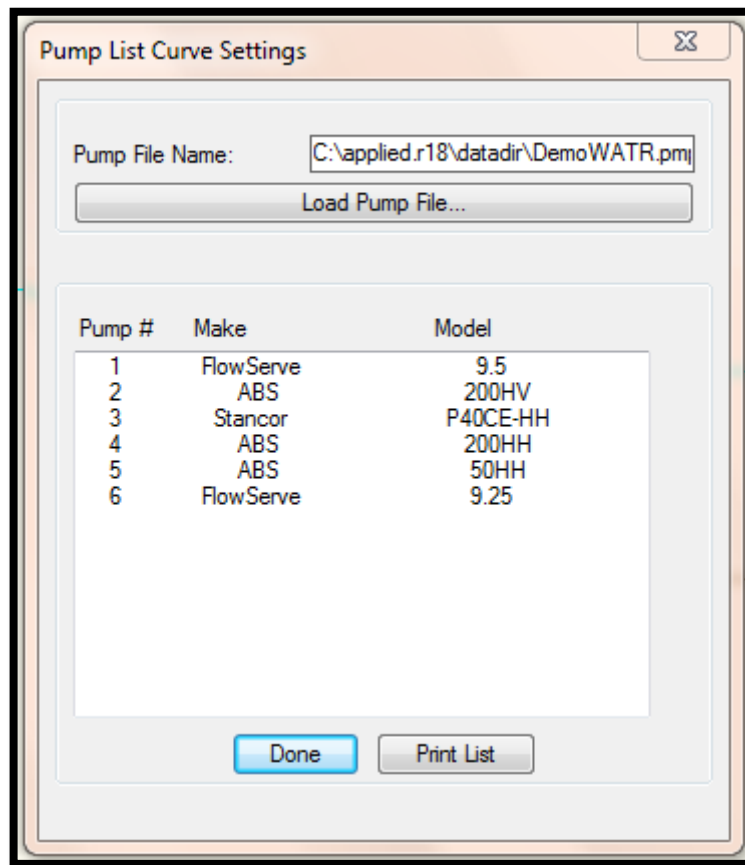 Pump List Curve Settings
Pump File Name: C:\applied.r18\datadir\DemoWATR.pm
Load Pump File...
Pump # Make Model
1 FlowServe 9.5
2 ABS 200HV
3 Stancor P40CE-HH
4 ABS 200HH
5 ABS 50HH
6 FlowServe 9.25
Done Print List